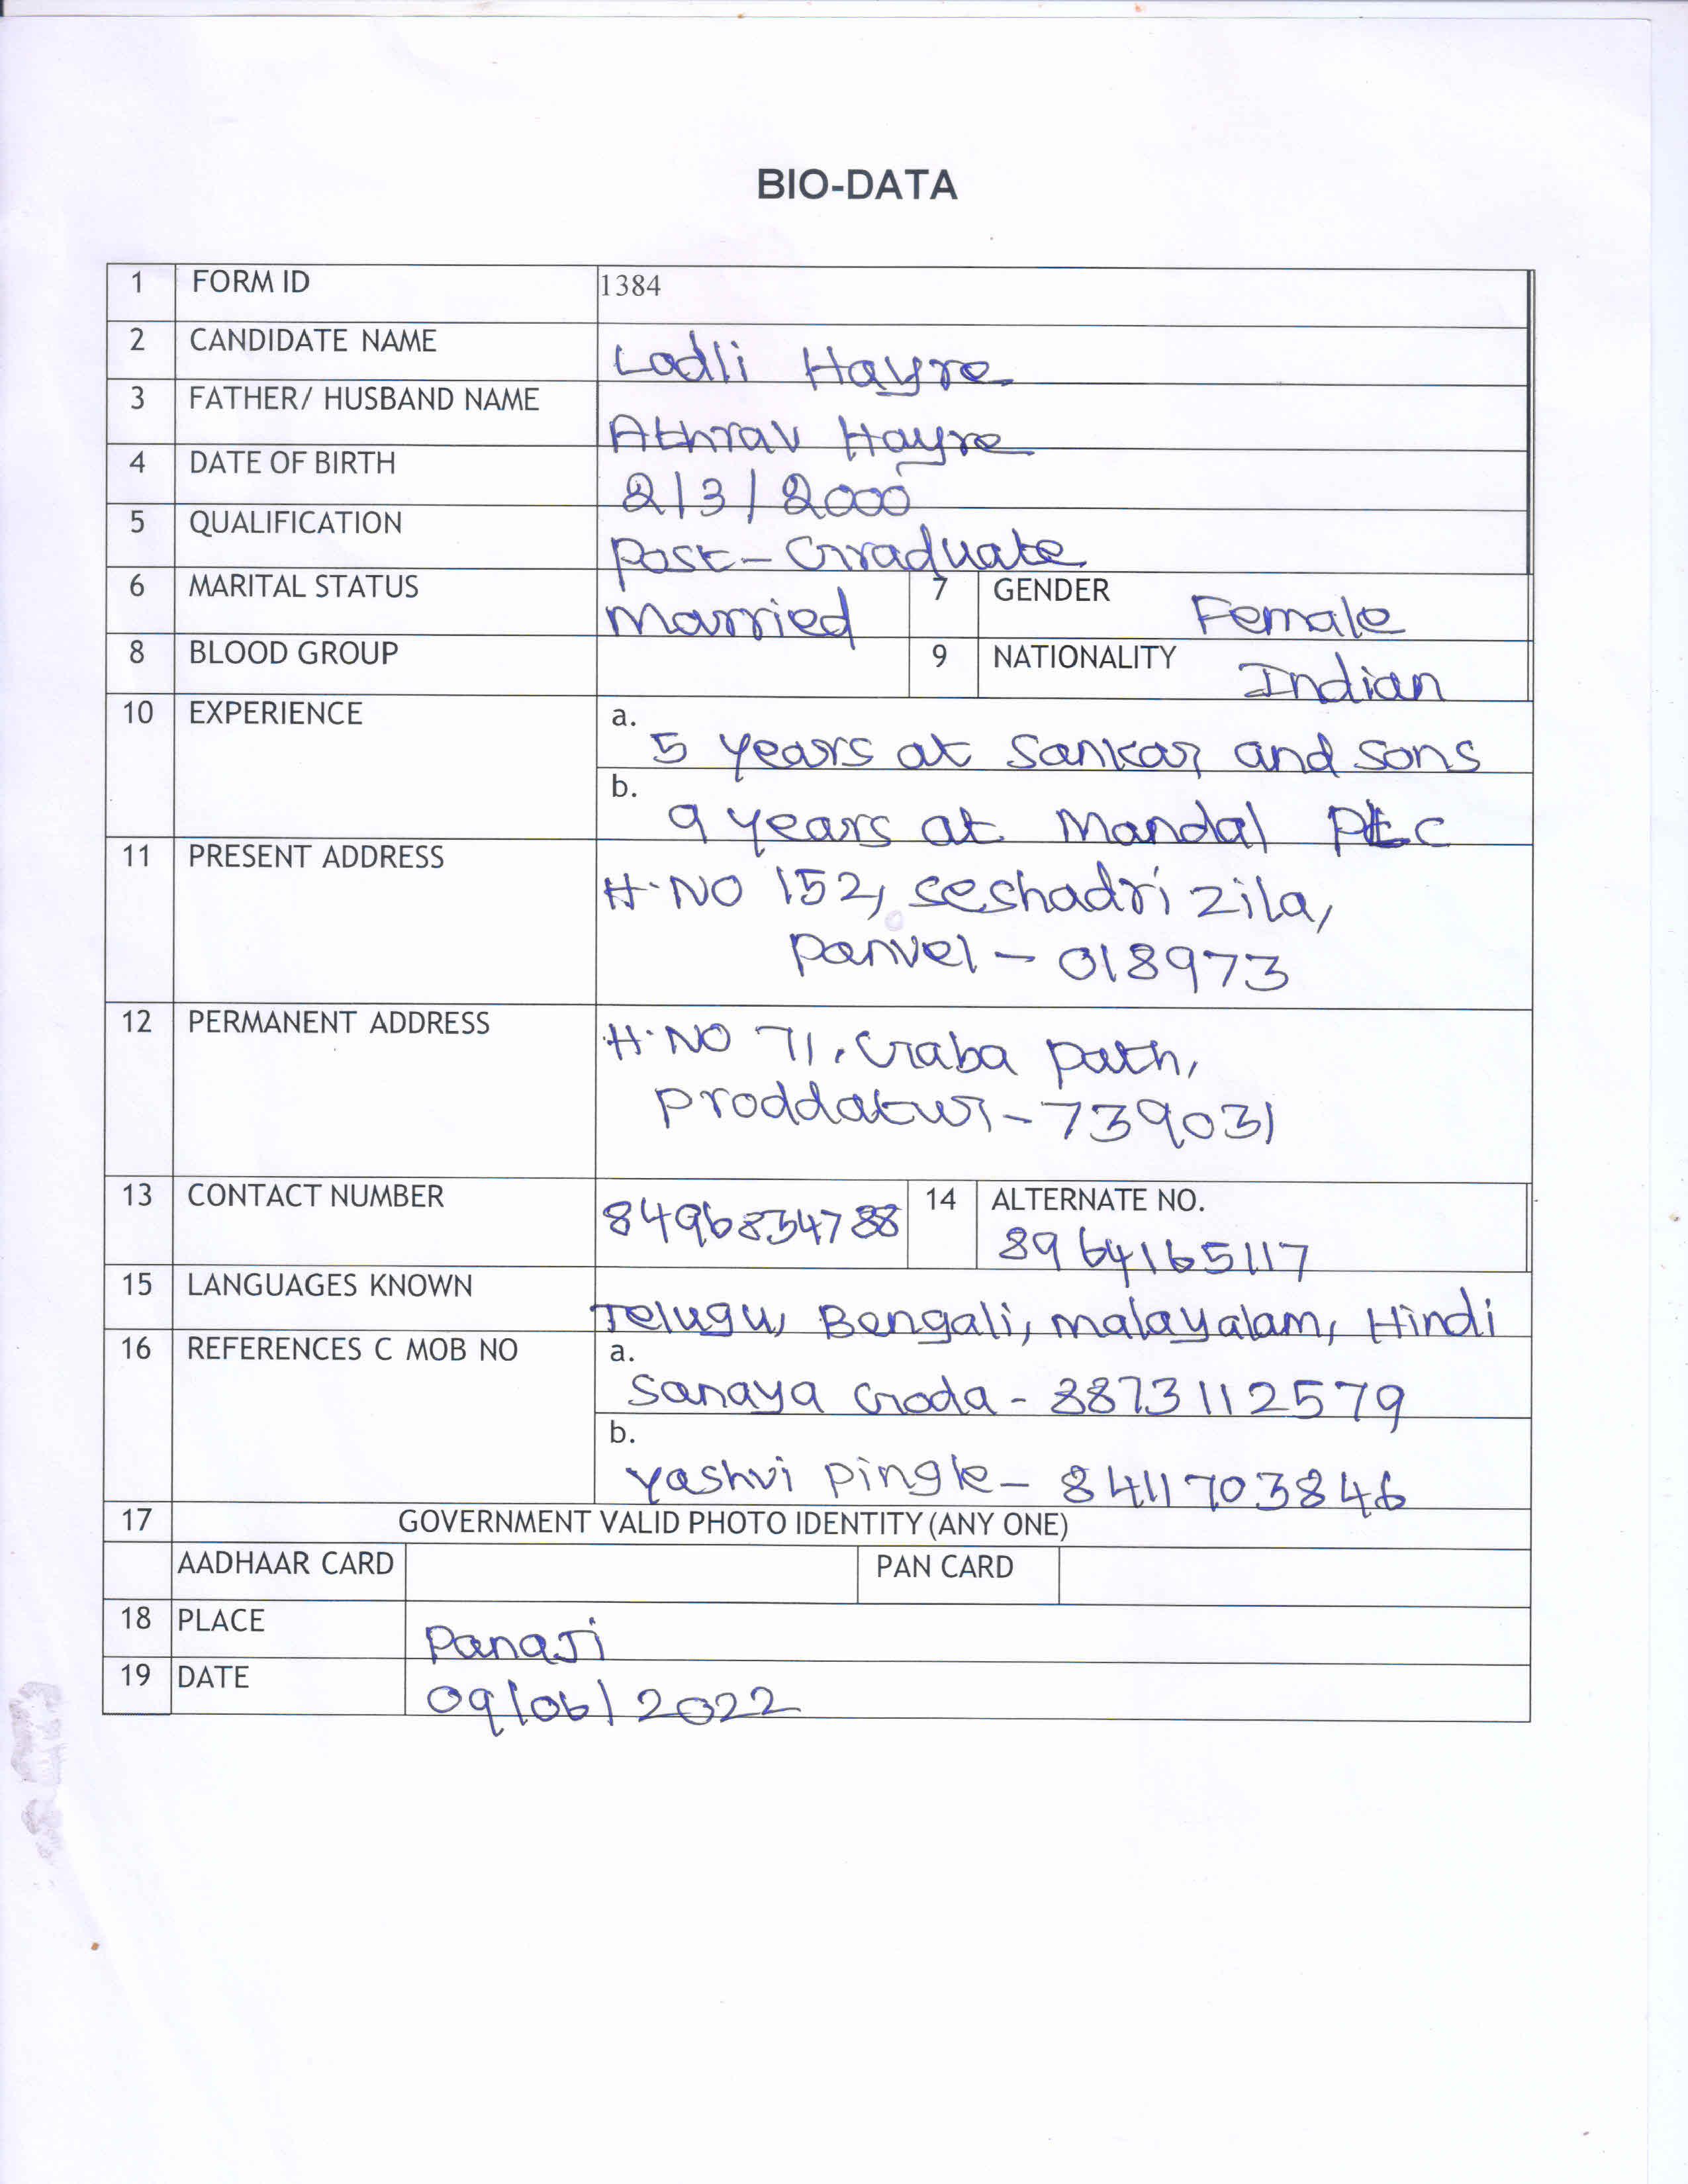 BIO-DATA
1 FORM ID 1384
2 CANDIDATE NAME Ladli Hayre
3 FATHER/ HUSBAND NAME Athrav Hayre
4 DATE OF BIRTH 2/3/2000
5 QUALIFICATION Post-Graduate
6 MARITAL STATUS Married 7 GENDER Female
8 BLOOD GROUP 9 NATIONALITY Indian
10 EXPERIENCE a. 5 years at Sankar and sons
b. 9 years at Mandal PLC
11 PRESENT ADDRESS H.NO 152, Seshadri zila,
Panvel - 018973
12 PERMANENT ADDRESS H.NO 71, Graba Path,
Proddatur - 739031
13 CONTACT NUMBER 8496834788 14 ALTERNATE NO.
8964165117
15 LANGUAGES KNOWN Telugu, Bengali, Malayalam, Hindi
16 REFERENCES C MOB NO a.
Sanaya Goda - 8873112579
b.
Yashvi Pingle - 8411703846
17 GOVERNMENT VALID PHOTO IDENTITY (ANY ONE)
AADHAAR CARD PAN CARD
18 PLACE Panaji
19 DATE 09/06/2022